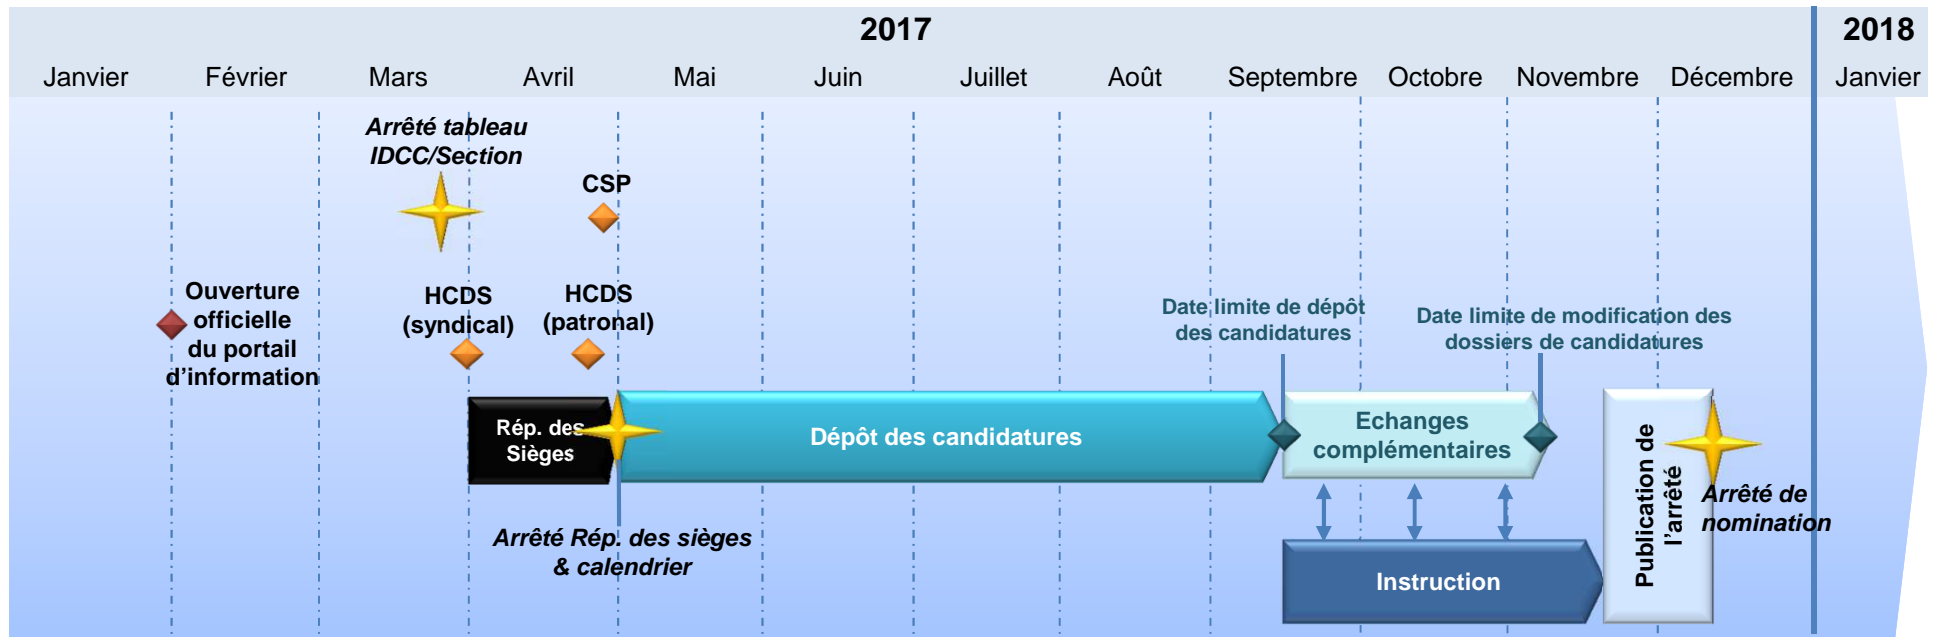 2017
2018
Janvier
Février
Mars
Avril
Mai
Juin
Juillet
Août
Septembre
Octobre
Novembre
Décembre
Janvier
Arrêté tableau
IDCC/Section
CSP
Ouverture
officielle
du portail
d'information
HCDS
(syndical)
HCDS
(patronal)
Date limite de dépôt
des candidatures
Date limite de modification des
dossiers de candidatures
Rép. des
Sièges
Dépôt des candidatures
Echanges
complémentaires
Publication de
l'arrêté
Arrêté de
nomination
Arrêté Rép. des sièges
& calendrier
Instruction